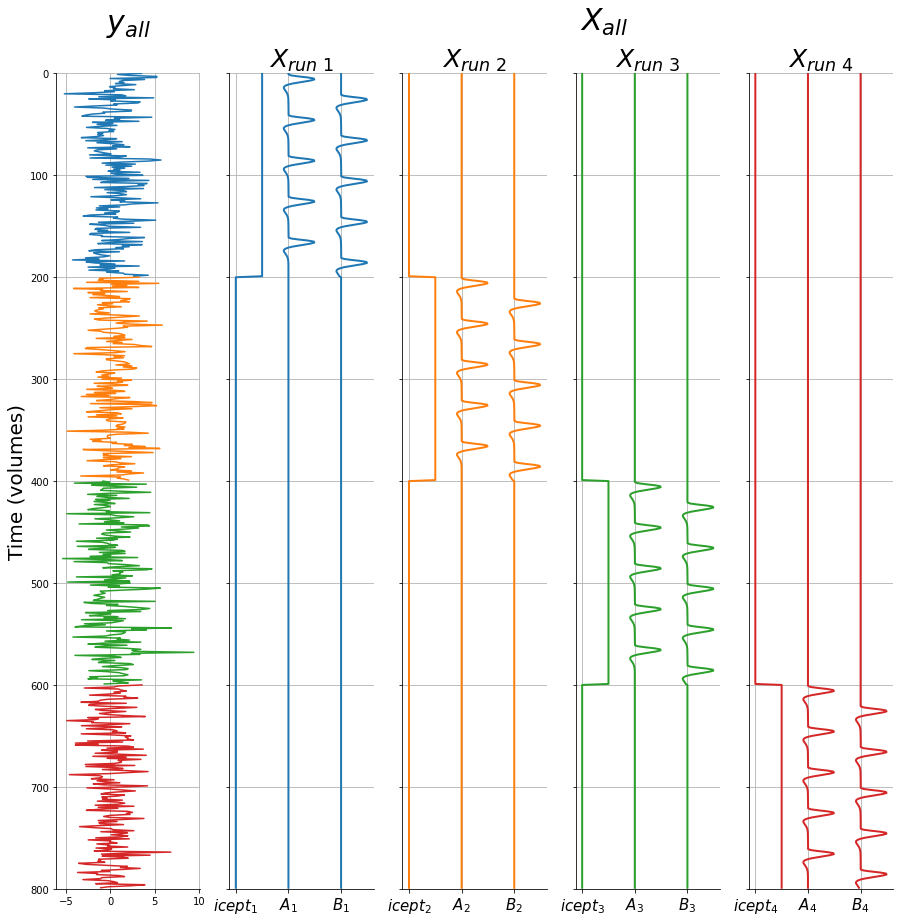 y_all X_all
X_run 1 X_run 2 X_run 3 X_run 4
0
100
200
300
400
500
600
700
800
Time (volumes)
−5 0 5 10
icept_1 A_1 B_1 icept_2 A_2 B_2 icept_3 A_3 B_3 icept_4 A_4 B_4